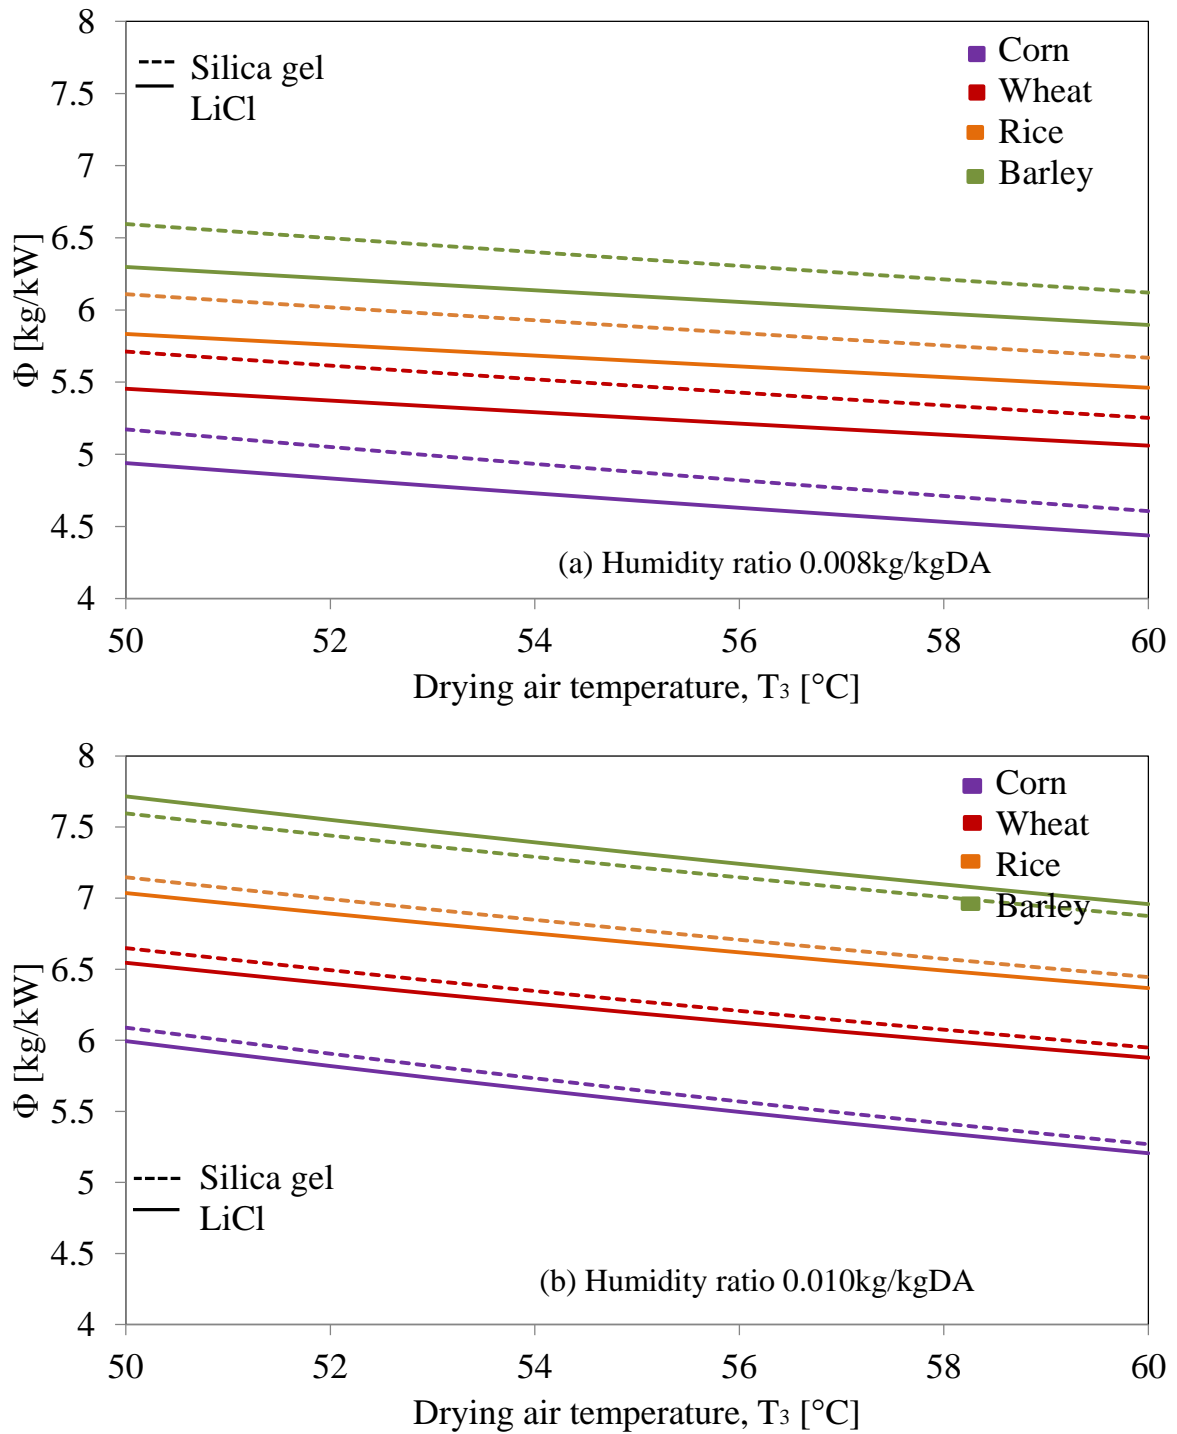 8
7.5
7
6.5
6
5.5
5
4.5
4
Φ [kg/kW]
Silica gel
LiCl
Corn
Wheat
Rice
Barley
(a) Humidity ratio 0.008kg/kgDA
50 52 54 56 58 60
Drying air temperature, T3 [°C]
8
7.5
7
6.5
6
5.5
5
4.5
4
Φ [kg/kW]
Corn
Wheat
Rice
Barley
Silica gel
LiCl
(b) Humidity ratio 0.010kg/kgDA
50 52 54 56 58 60
Drying air temperature, T3 [°C]